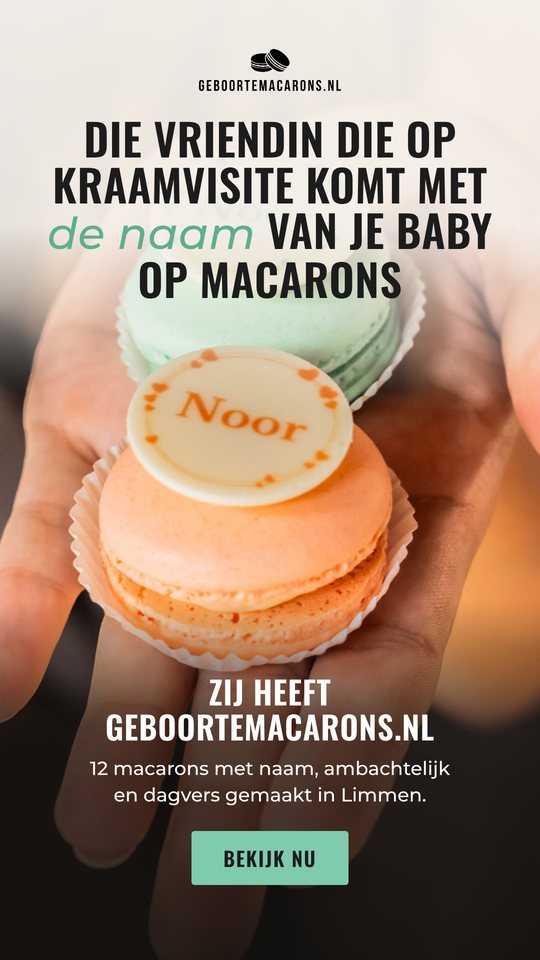 GEBOORTEMACARONS.NL
DIE VRIENDIN DIE OP
KRAAMVISITE KOMT MET
de naam VAN JE BABY
OP MACARONS
Noor
ZIJ HEEFT
GEBOORTEMACARONS.NL
12 macarons met naam, ambachtelijk
en dagvers gemaakt in Limmen.
BEKIJK NU